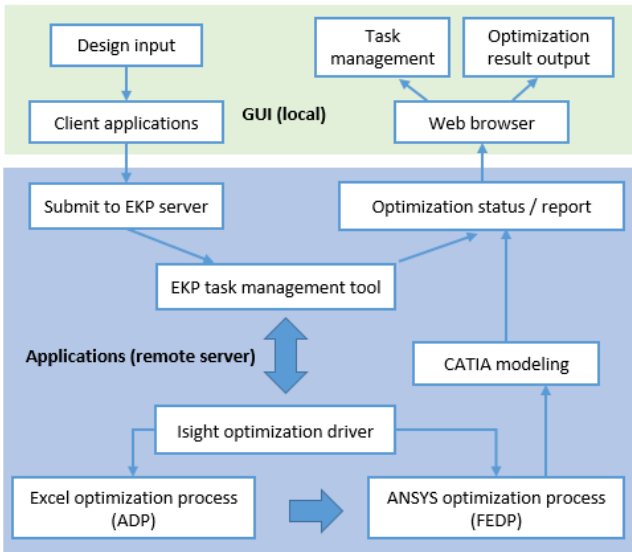 Design input
Task
management
Optimization
result output
Client applications
GUI (local)
Web browser
Submit to EKP server
Optimization status / report
EKP task management tool
Applications (remote server)
CATIA modeling
Isight optimization driver
Excel optimization process
(ADP)
ANSYS optimization process
(FEDP)